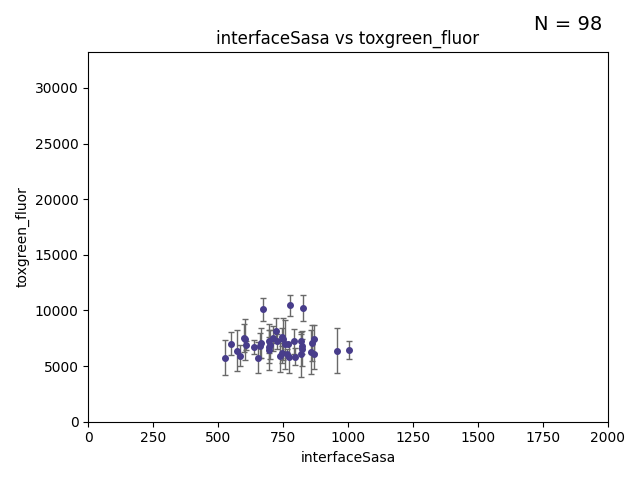 N = 98
interfaceSasa vs toxgreen_fluor
toxgreen_fluor
30000
25000
20000
15000
10000
5000
0
0 250 500 750 1000 1250 1500 1750 2000
interfaceSasa